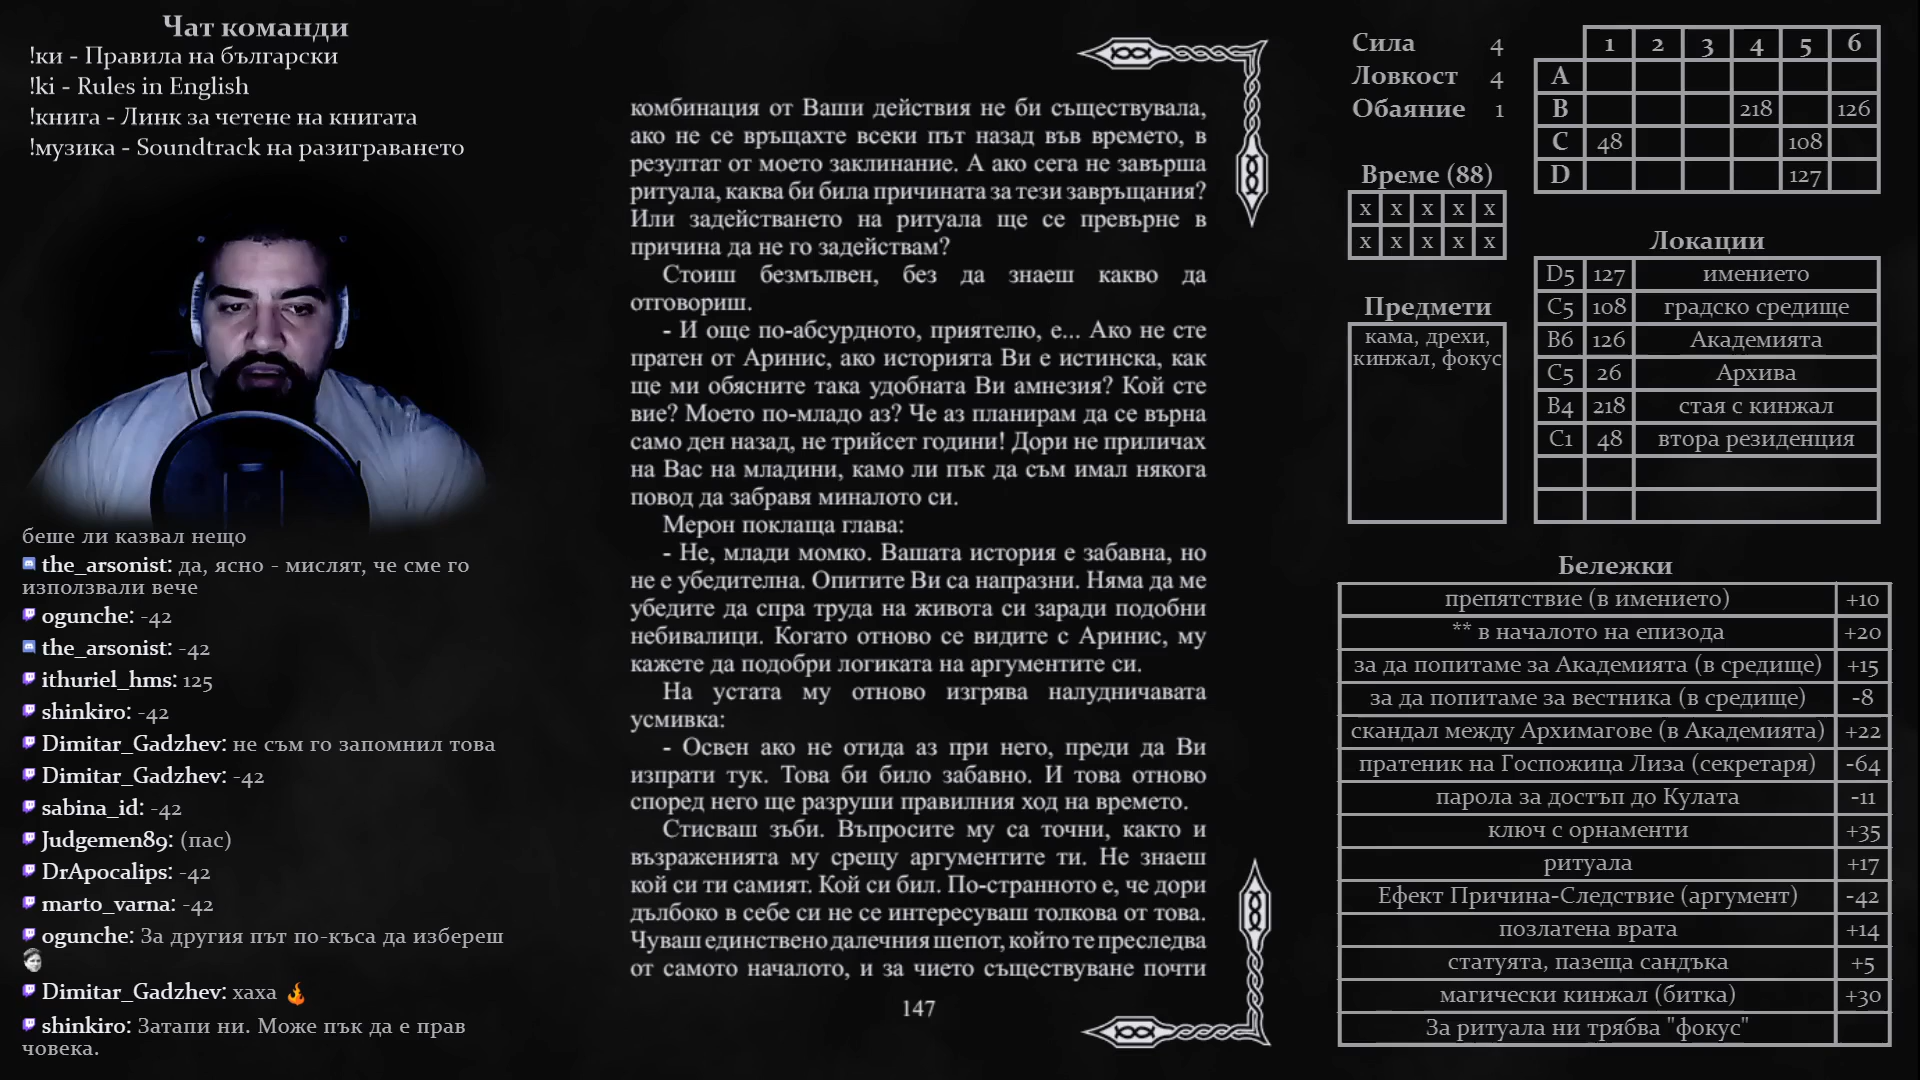 Чат команди
!ки - Правила на български
!ki - Rules in English
!книга - Линк за четене на книгата
!музика - Soundtrack на разиграването
беше ли казвал нещо
the_arsonist: да, ясно - мислят, че сме го
използвали вече
ogunche: -42
the_arsonist: -42
ithuriel_hms: 125
shinkiro: -42
Dimitar_Gadzhev: не съм го запомнил това
Dimitar_Gadzhev: -42
sabina_id: -42
Judgemen89: (пас)
DrApocalips: -42
marto_varna: -42
ogunche: За другия път по-къса да избереш
Dimitar_Gadzhev: хаха 🔥
shinkiro: Затапи ни. Може пък да е прав
човека.
комбинация от Ваши действия не би съществувала,
ако не се връщахте всеки път назад във времето, в
резултат от моето заклинание. А ако сега не завърша
ритуала, каква би била причината за тези завръщания?
Или задействането на ритуала ще се превърне в
причина да не го задействам?
Стоиш безмълвен, без да знаеш какво да
отговориш.
- И още по-абсурдното, приятелю, е... Ако не сте
пратен от Аринис, ако историята Ви е истинска, как
ще ми обясните така удобната Ви амнезия? Кой сте
вие? Моето по-младо аз? Че аз планирам да се върна
само ден назад, не трийсет години! Дори не приличах
на Вас на младини, камо ли пък да съм имал някога
повод да забравя миналото си.
Мерон поклаща глава:
- Не, млади момко. Вашата история е забавна, но
не е убедителна. Опитите Ви са напразни. Няма да ме
убедите да спра труда на живота си заради подобни
небивалици. Когато отново се видите с Аринис, му
кажете да подобри логиката на аргументите си.
На устата му отново изгрява налудничавата
усмивка:
- Освен ако не отида аз при него, преди да Ви
изпрати тук. Това би било забавно. И това отново
според него ще разруши правилния ход на времето.
Стисваш зъби. Въпросите му са точни, както и
възраженията му срещу аргументите ти. Не знаеш
кой си ти самият. Кой си бил. По-странното е, че дори
дълбоко в себе си не се интересуваш толкова от това.
Чуваш единствено далечния шепот, който те преследва
от самото началото, и за чието съществуване почти
147
Сила 4
Ловкост 4
Обаяние 1
Време (88)
x x x x x
x x x x x
Предмети
кама, дрехи,
кинжал, фокус
1 2 3 4 5 6
A
B 218 126
C 48 108
D 127
Локации
D5 127 имението
C5 108 градско средище
B6 126 Академията
C5 26 Архива
B4 218 стая с кинжал
C1 48 втора резиденция
Бележки
препятствие (в имението) +10
** в началото на епизода +20
за да попитаме за Академията (в средище) +15
за да попитаме за вестника (в средище) -8
скандал между Архимагове (в Академията) +22
пратеник на Госпожица Лиза (секретаря) -64
парола за достъп до Кулата -11
ключ с орнаменти +35
ритуала +17
Ефект Причина-Следствие (аргумент) -42
позлатена врата +14
статуята, пазеща сандъка +5
магически кинжал (битка) +30
За ритуала ни трябва "фокус"